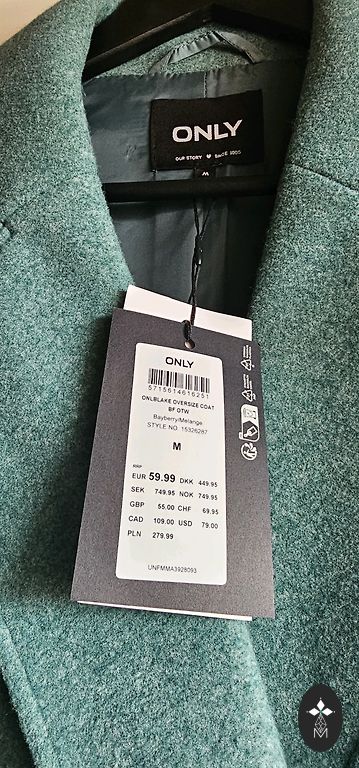 ONLY
OUR STORY SINCE 1995
M
ONLY
5715614616251
ONLBLAKE OVERSIZE COAT
BF OTW
Bayberry/Melange
STYLE NO. 15326287
M
RRP
EUR 59.99 DKK 449.95
SEK 749.95 NOK 749.95
GBP 55.00 CHF 69.95
CAD 109.00 USD 79.00
PLN 279.99
UNFMMA3928093
M